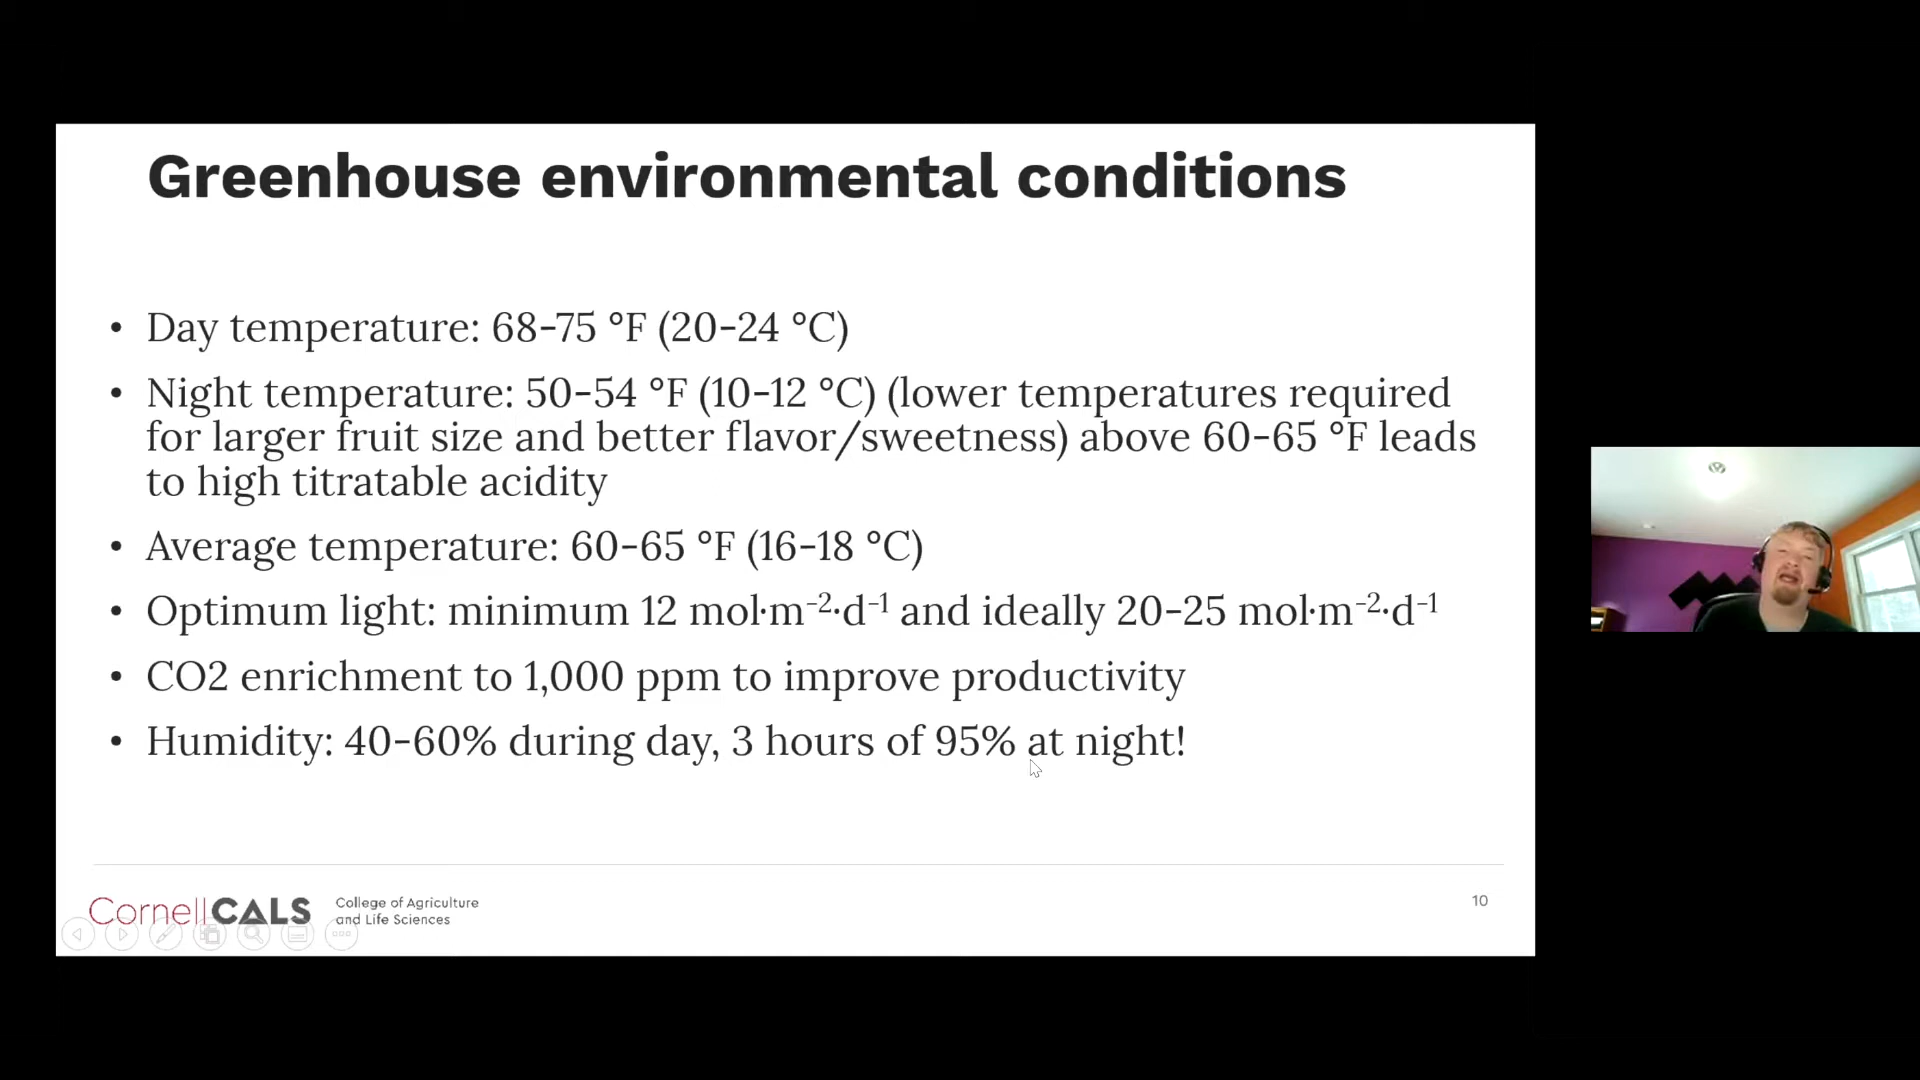 Greenhouse environmental conditions
• Day temperature: 68-75 °F (20-24 °C)
• Night temperature: 50-54 °F (10-12 °C) (lower temperatures required
for larger fruit size and better flavor/sweetness) above 60-65 °F leads
to high titratable acidity
• Average temperature: 60-65 °F (16-18 °C)
• Optimum light: minimum 12 mol·m⁻²·d⁻¹ and ideally 20-25 mol·m⁻²·d⁻¹
• CO2 enrichment to 1,000 ppm to improve productivity
• Humidity: 40-60% during day, 3 hours of 95% at night!
CornellCALS
College of Agriculture
and Life Sciences
10